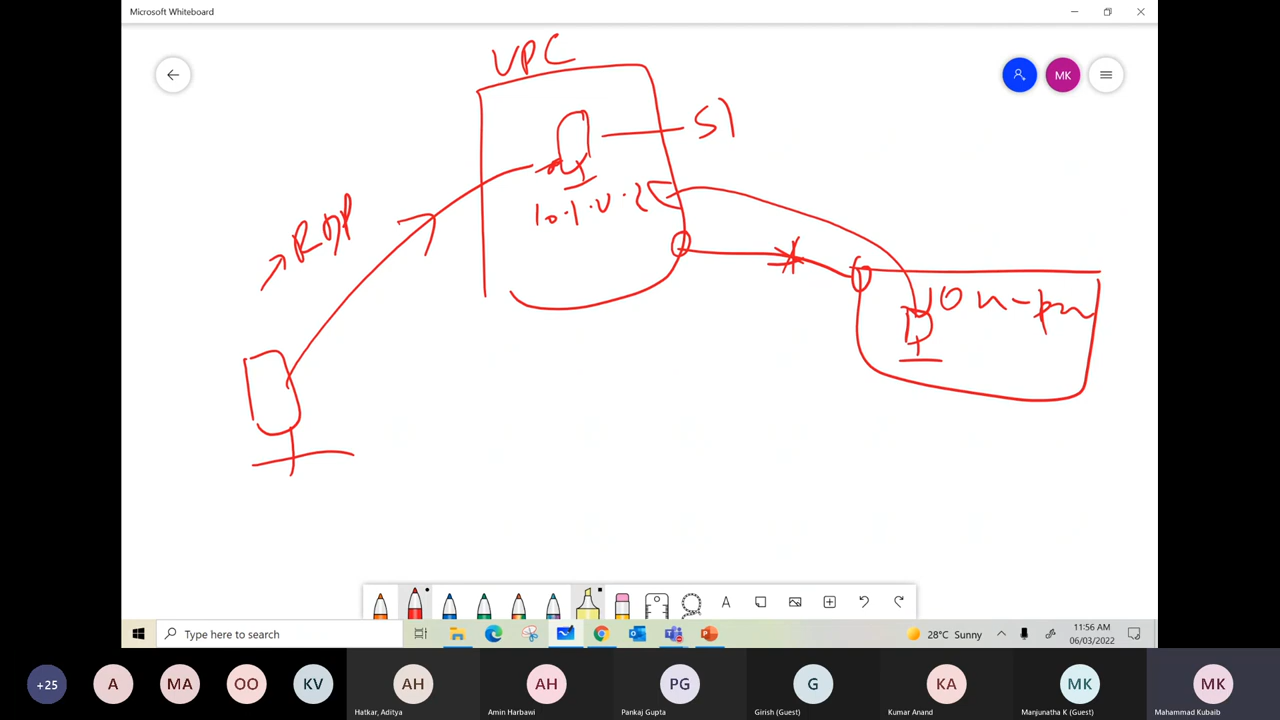 Microsoft Whiteboard
MK
VPC
S1
RDP
10.1.0.2
On-pm
A
Type here to search
28°C Sunny
11:56 AM
06/03/2022
+25
A
MA
OO
KV
AH
AH
PG
G
KA
MK
MK
Hatkar, Aditya
Amin Harbawi
Pankaj Gupta
Girish (Guest)
Kumar Anand
Manjunatha K (Guest)
Mahammad Kubaib